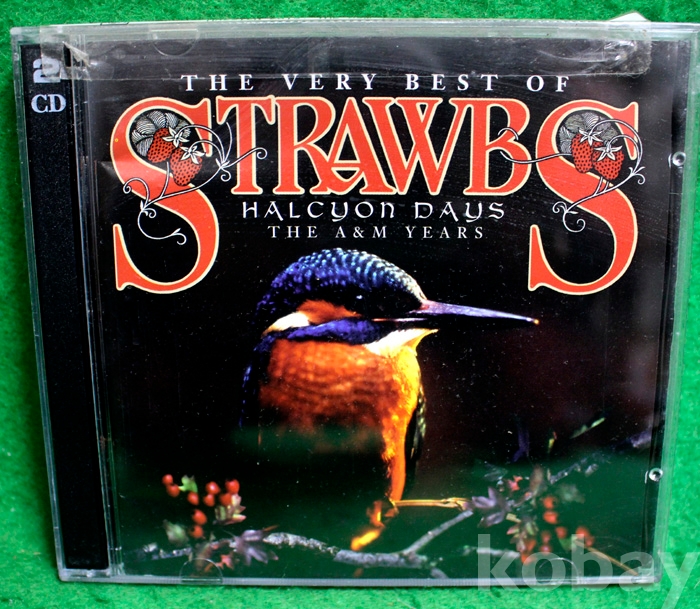 2
CD
THE VERY BEST OF
STRAWBS
HALCYON DAYS
THE A&M YEARS
kobay